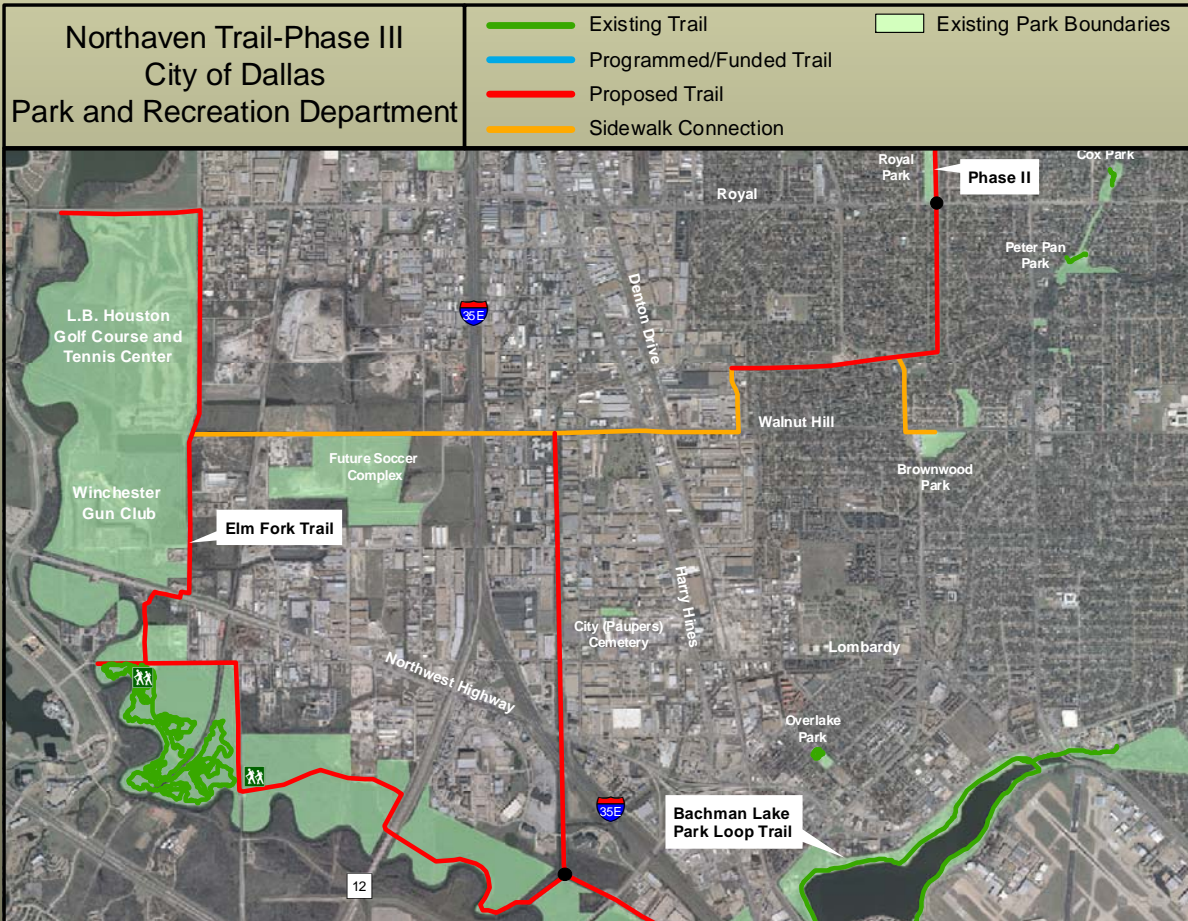 Northaven Trail-Phase III
City of Dallas
Park and Recreation Department
Existing Trail
Programmed/Funded Trail
Proposed Trail
Sidewalk Connection
Existing Park Boundaries
Royal
Park
Phase II
Cox Park
Royal
Peter Pan
Park
Denton Drive
35E
L.B. Houston
Golf Course and
Tennis Center
Walnut Hill
Future Soccer
Complex
Brownwood
Park
Winchester
Gun Club
Elm Fork Trail
Harry Hines
City (Paupers)
Cemetery
Lombardy
Northwest Highway
Overlake
Park
35E
Bachman Lake
Park Loop Trail
12